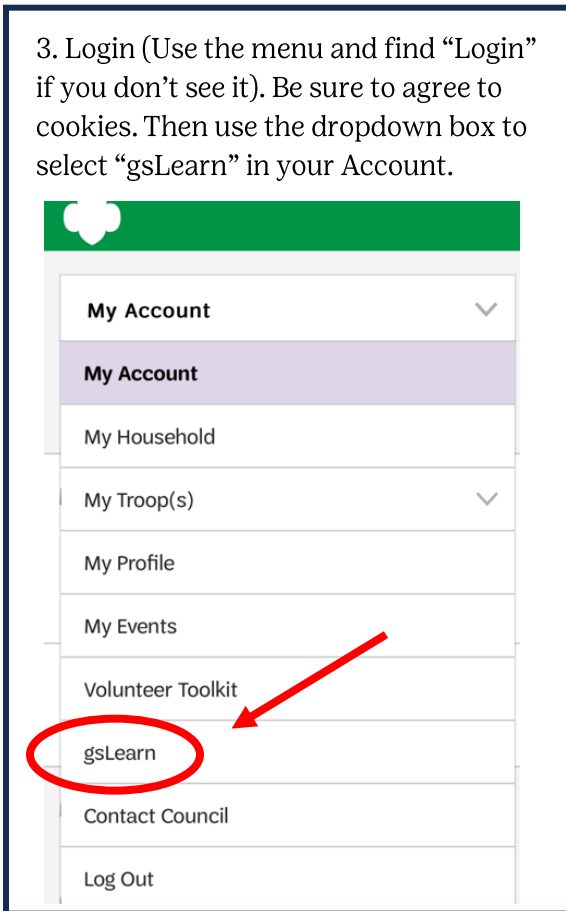 3. Login (Use the menu and find “Login”
if you don’t see it). Be sure to agree to
cookies. Then use the dropdown box to
select “gsLearn” in your Account.
My Account
My Account
My Household
My Troop(s)
My Profile
My Events
Volunteer Toolkit
gsLearn
Contact Council
Log Out